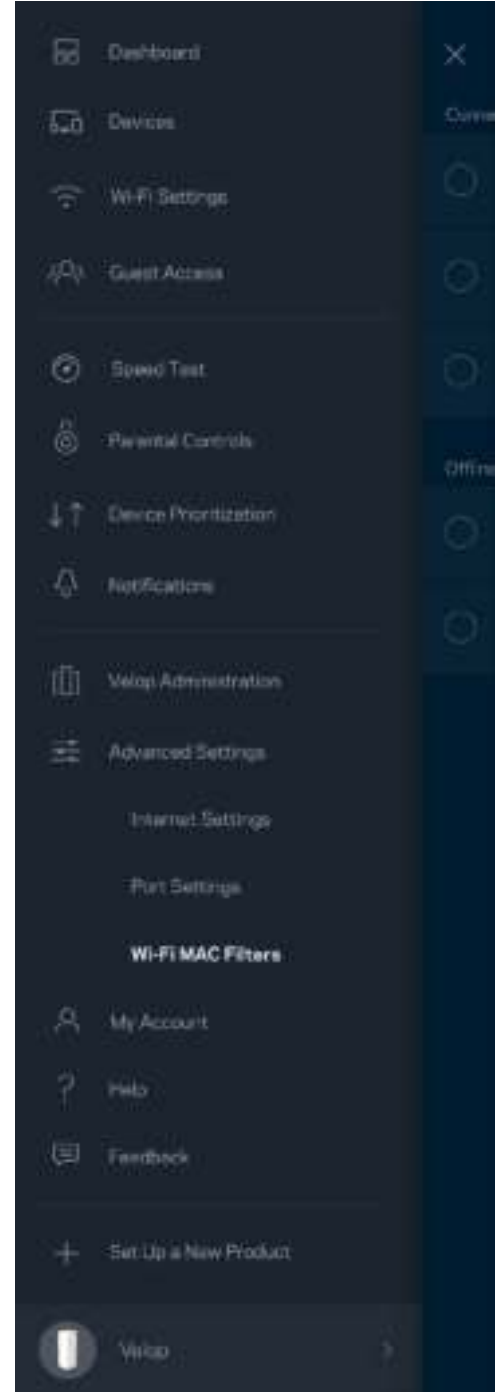 Dashboard
Devices
Wi-Fi Settings
Guest Access
Speed Test
Parental Controls
Device Prioritization
Notifications
Velop Administration
Advanced Settings
Internet Settings
Port Settings
Wi-Fi MAC Filters
My Account
Help
Feedback
Set Up a New Product
Velop